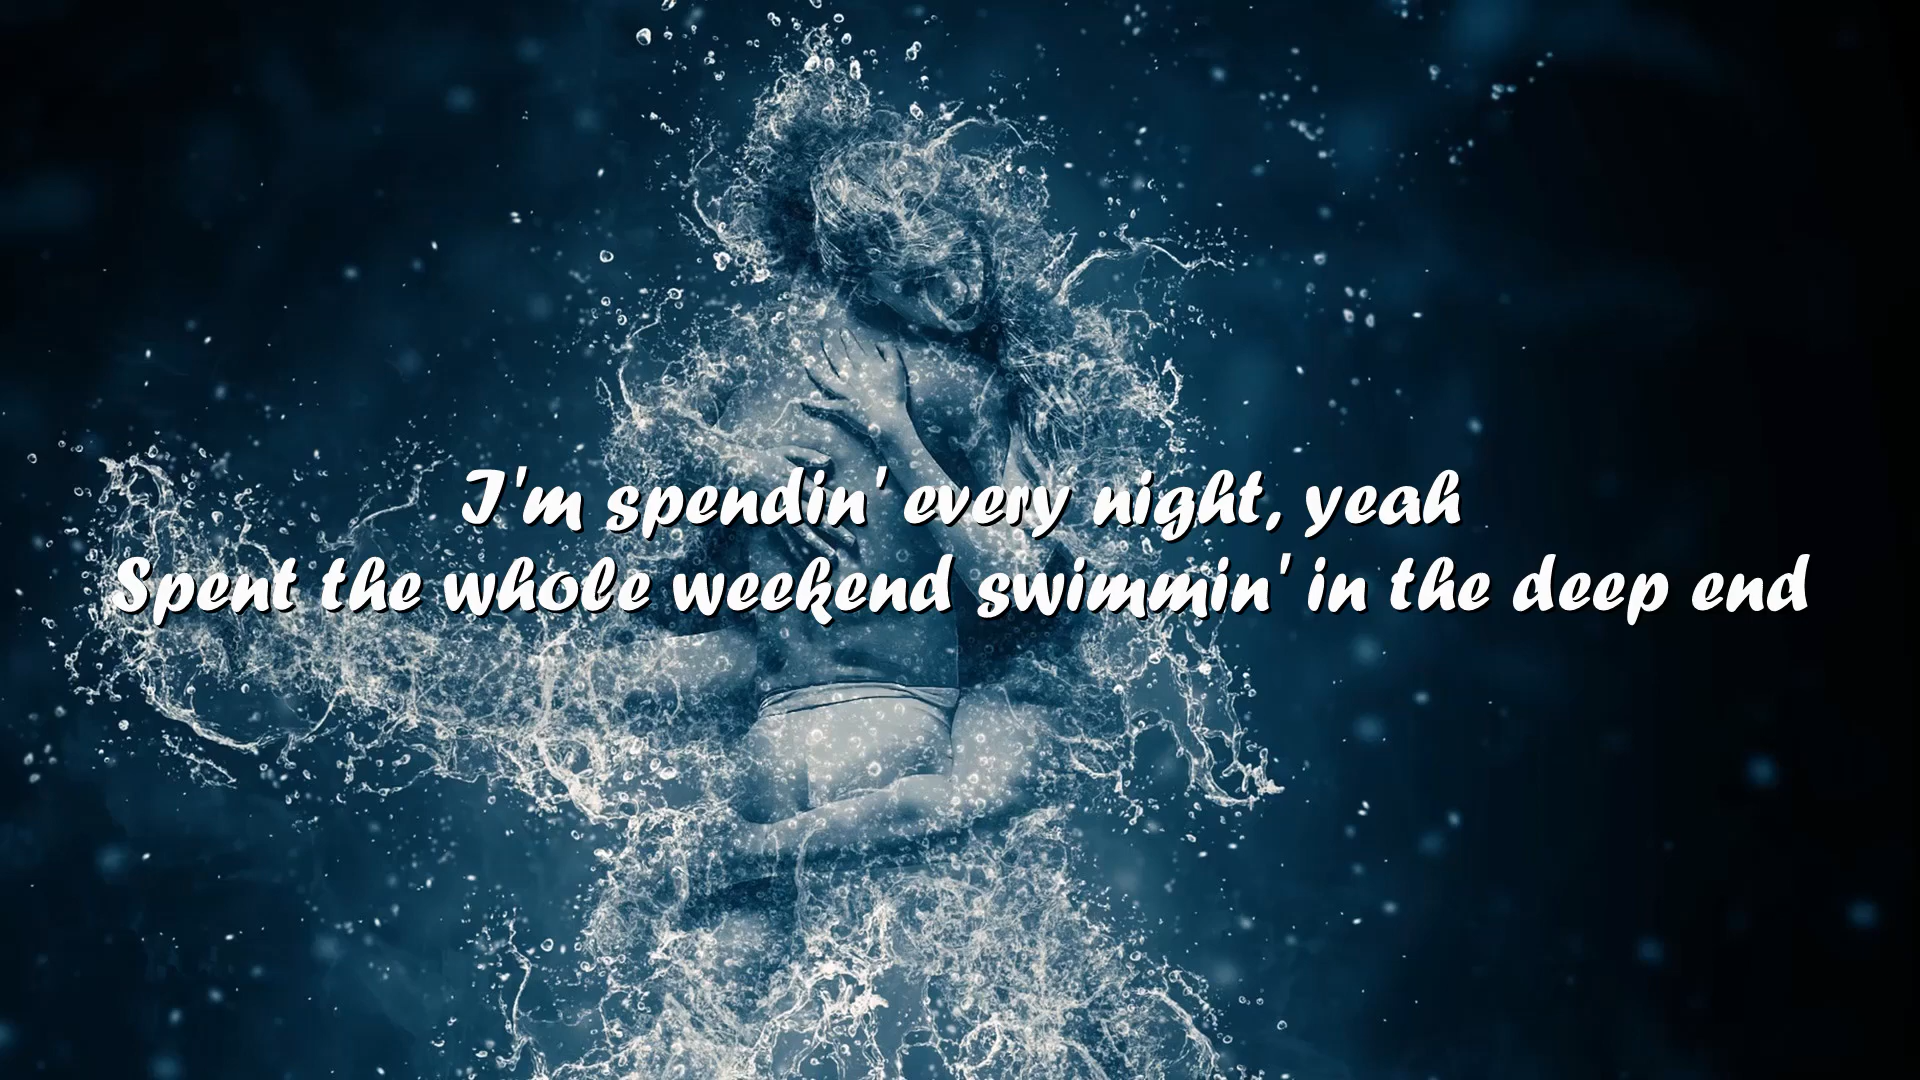 I'm spendin' every night, yeah
Spent the whole weekend swimmin' in the deep end